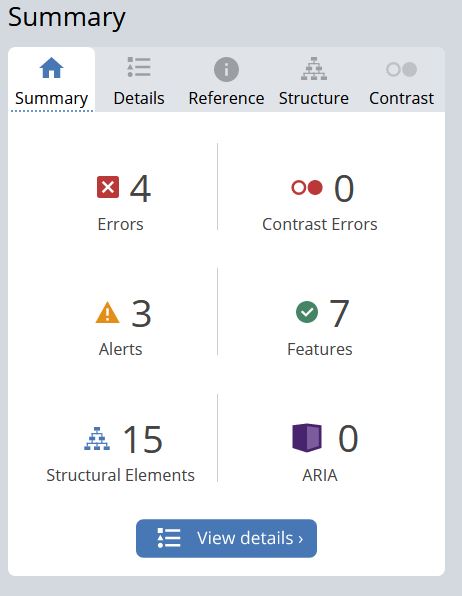 Summary
Summary Details Reference Structure Contrast
4 0
Errors Contrast Errors
3 7
Alerts Features
15 0
Structural Elements ARIA
View details ›